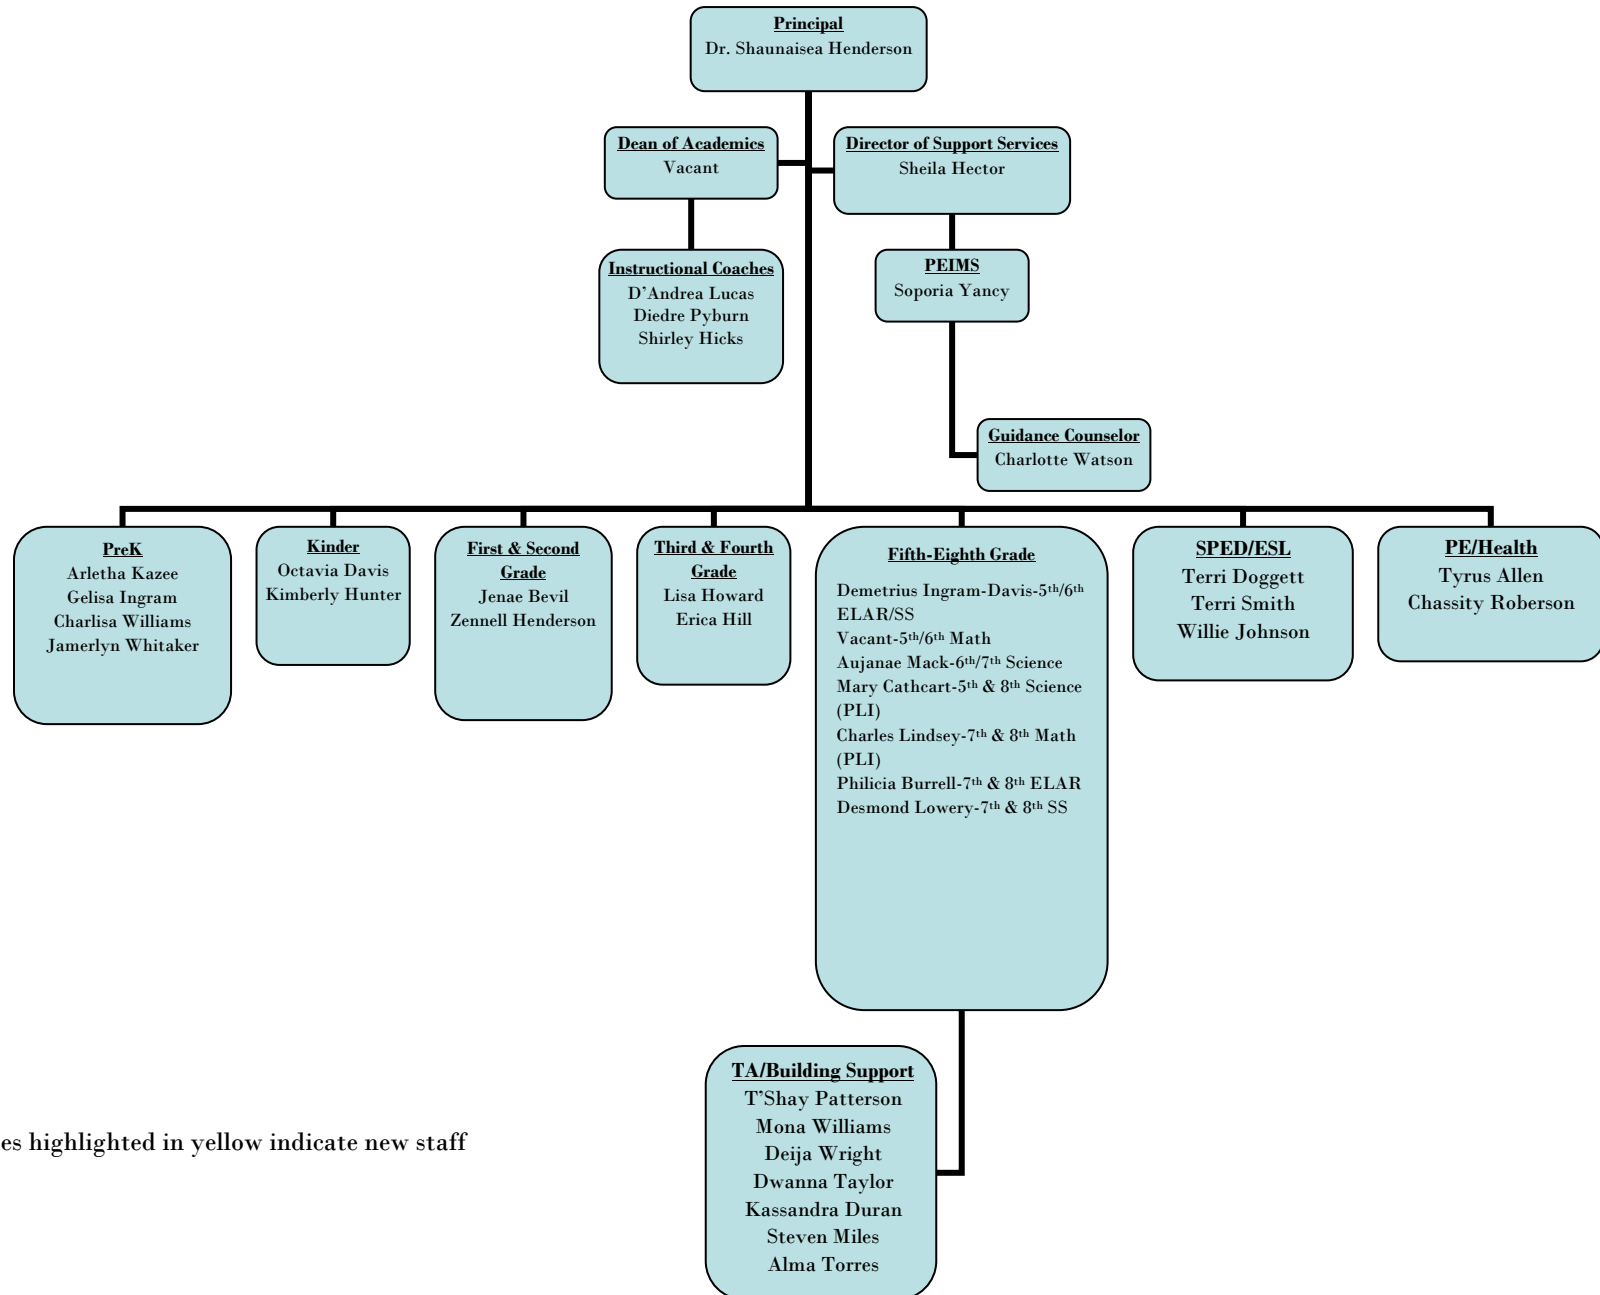 Principal
Dr. Shaunaisea Henderson
Dean of Academics
Vacant
Director of Support Services
Sheila Hector
Instructional Coaches
D’Andrea Lucas
Diedre Pyburn
Shirley Hicks
PEIMS
Soporia Yancy
Guidance Counselor
Charlotte Watson
PreK
Arletha Kazee
Gelisa Ingram
Charlisa Williams
Jamerlyn Whitaker
Kinder
Octavia Davis
Kimberly Hunter
First & Second
Grade
Jenae Bevil
Zennell Henderson
Third & Fourth
Grade
Lisa Howard
Erica Hill
Fifth-Eighth Grade
Demetrius Ingram-Davis-5th/6th
ELAR/SS
Vacant-5th/6th Math
Aujanae Mack-6th/7th Science
Mary Cathcart-5th & 8th Science
(PLI)
Charles Lindsey-7th & 8th Math
(PLI)
Philicia Burrell-7th & 8th ELAR
Desmond Lowery-7th & 8th SS
SPED/ESL
Terri Doggett
Terri Smith
Willie Johnson
PE/Health
Tyrus Allen
Chassity Roberson
TA/Building Support
T’Shay Patterson
Mona Williams
Deija Wright
Dwanna Taylor
Kassandra Duran
Steven Miles
Alma Torres
es highlighted in yellow indicate new staff